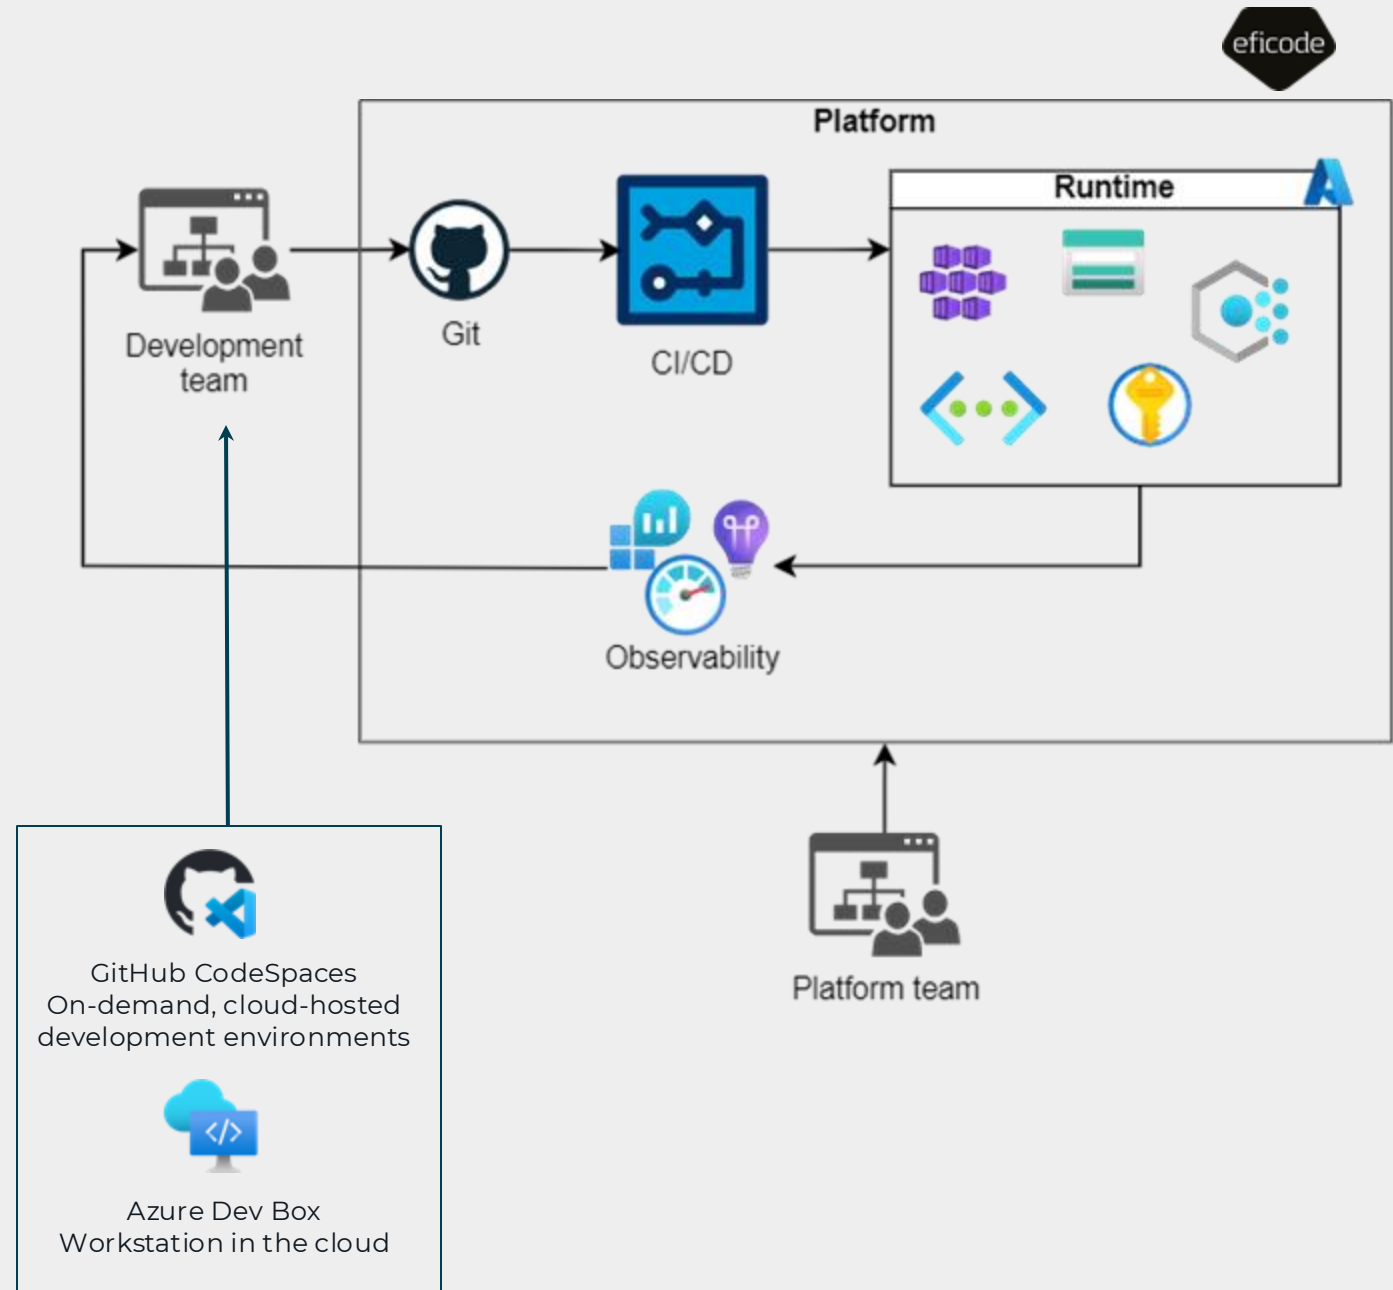 eficode
Platform
Runtime
Development
team
Git
CI/CD
Observability
Platform team
GitHub CodeSpaces
On-demand, cloud-hosted
development environments
</>
Azure Dev Box
Workstation in the cloud